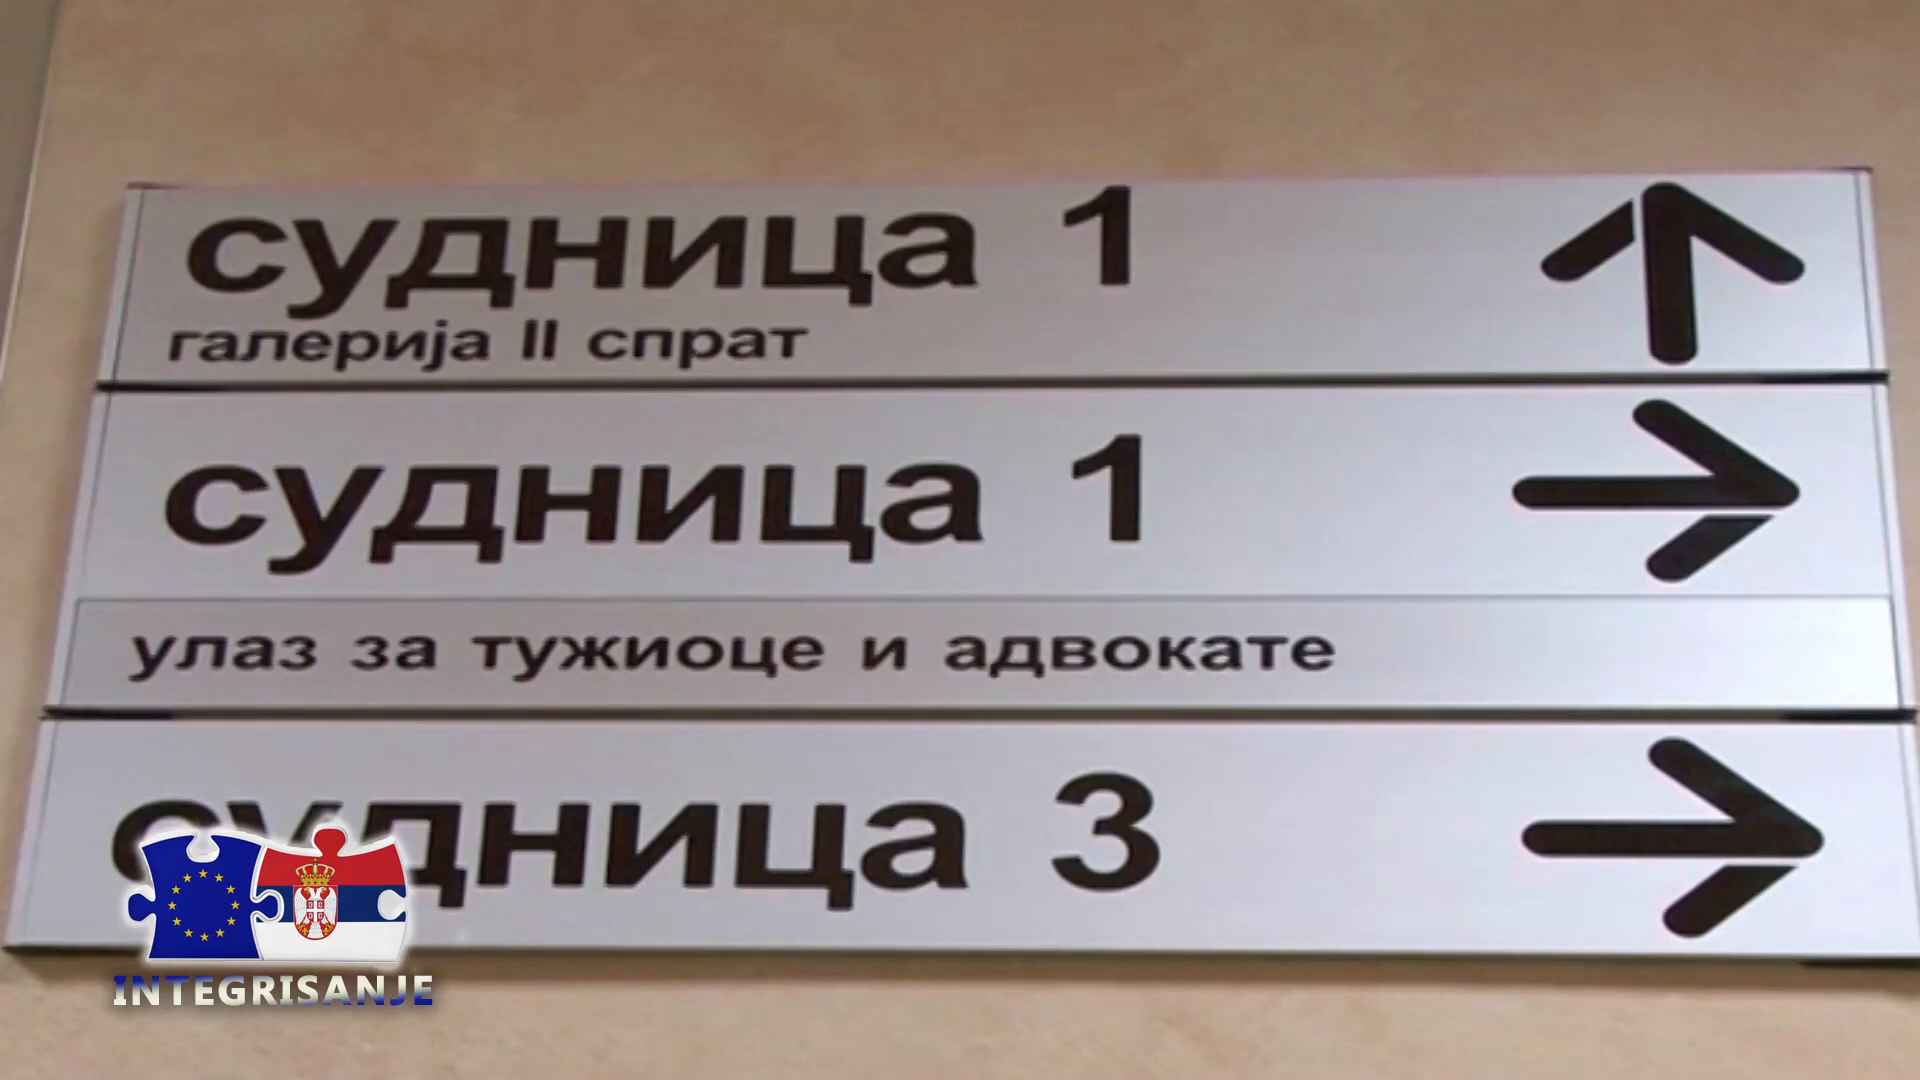 судница 1
галерија II спрат
судница 1
улаз за тужиоце и адвокате
судница 3
INTEGRISANJE